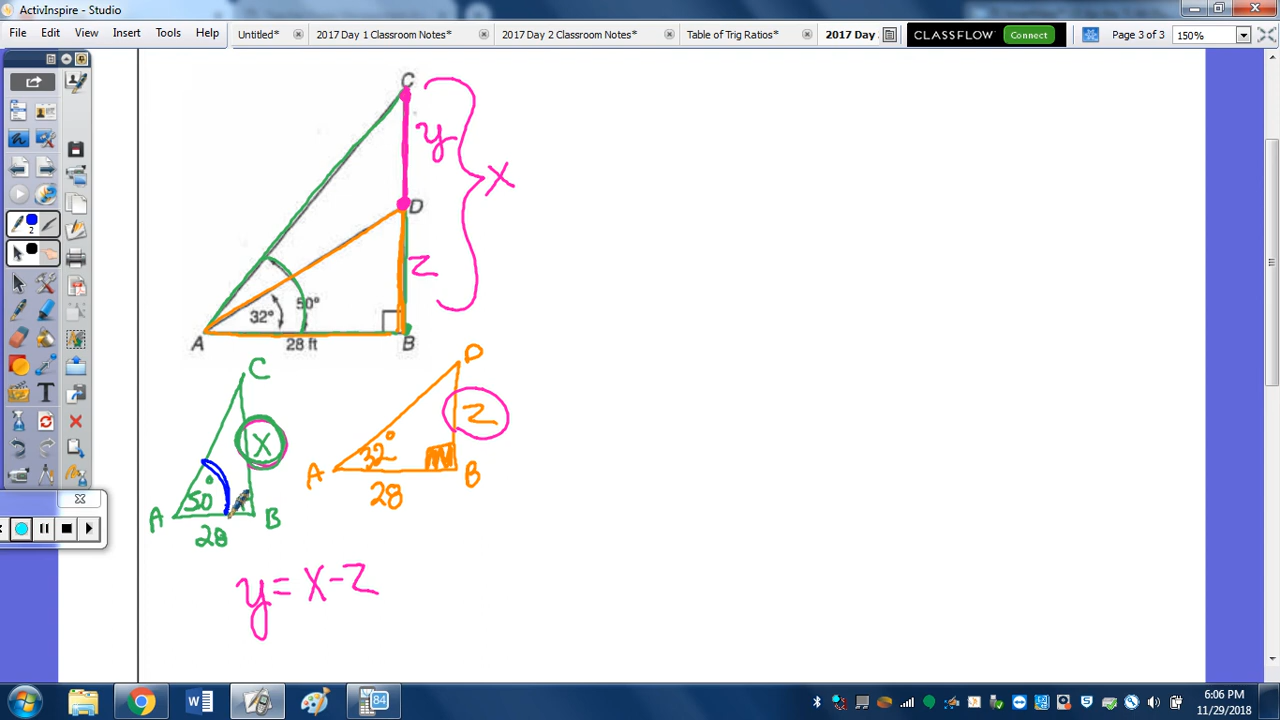 ActivInspire - Studio
File Edit View Insert Tools Help
Untitled* 2017 Day 1 Classroom Notes* 2017 Day 2 Classroom Notes* Table of Trig Ratios* 2017 Day
CLASSFLOW Connect
Page 3 of 3 150%
C
y
X
D
z
50°
32°
A 28 ft B
C
X
50°
A 28 B
D
z
32°
A 28 B
y = x - z
2
84
6:06 PM
11/29/2018